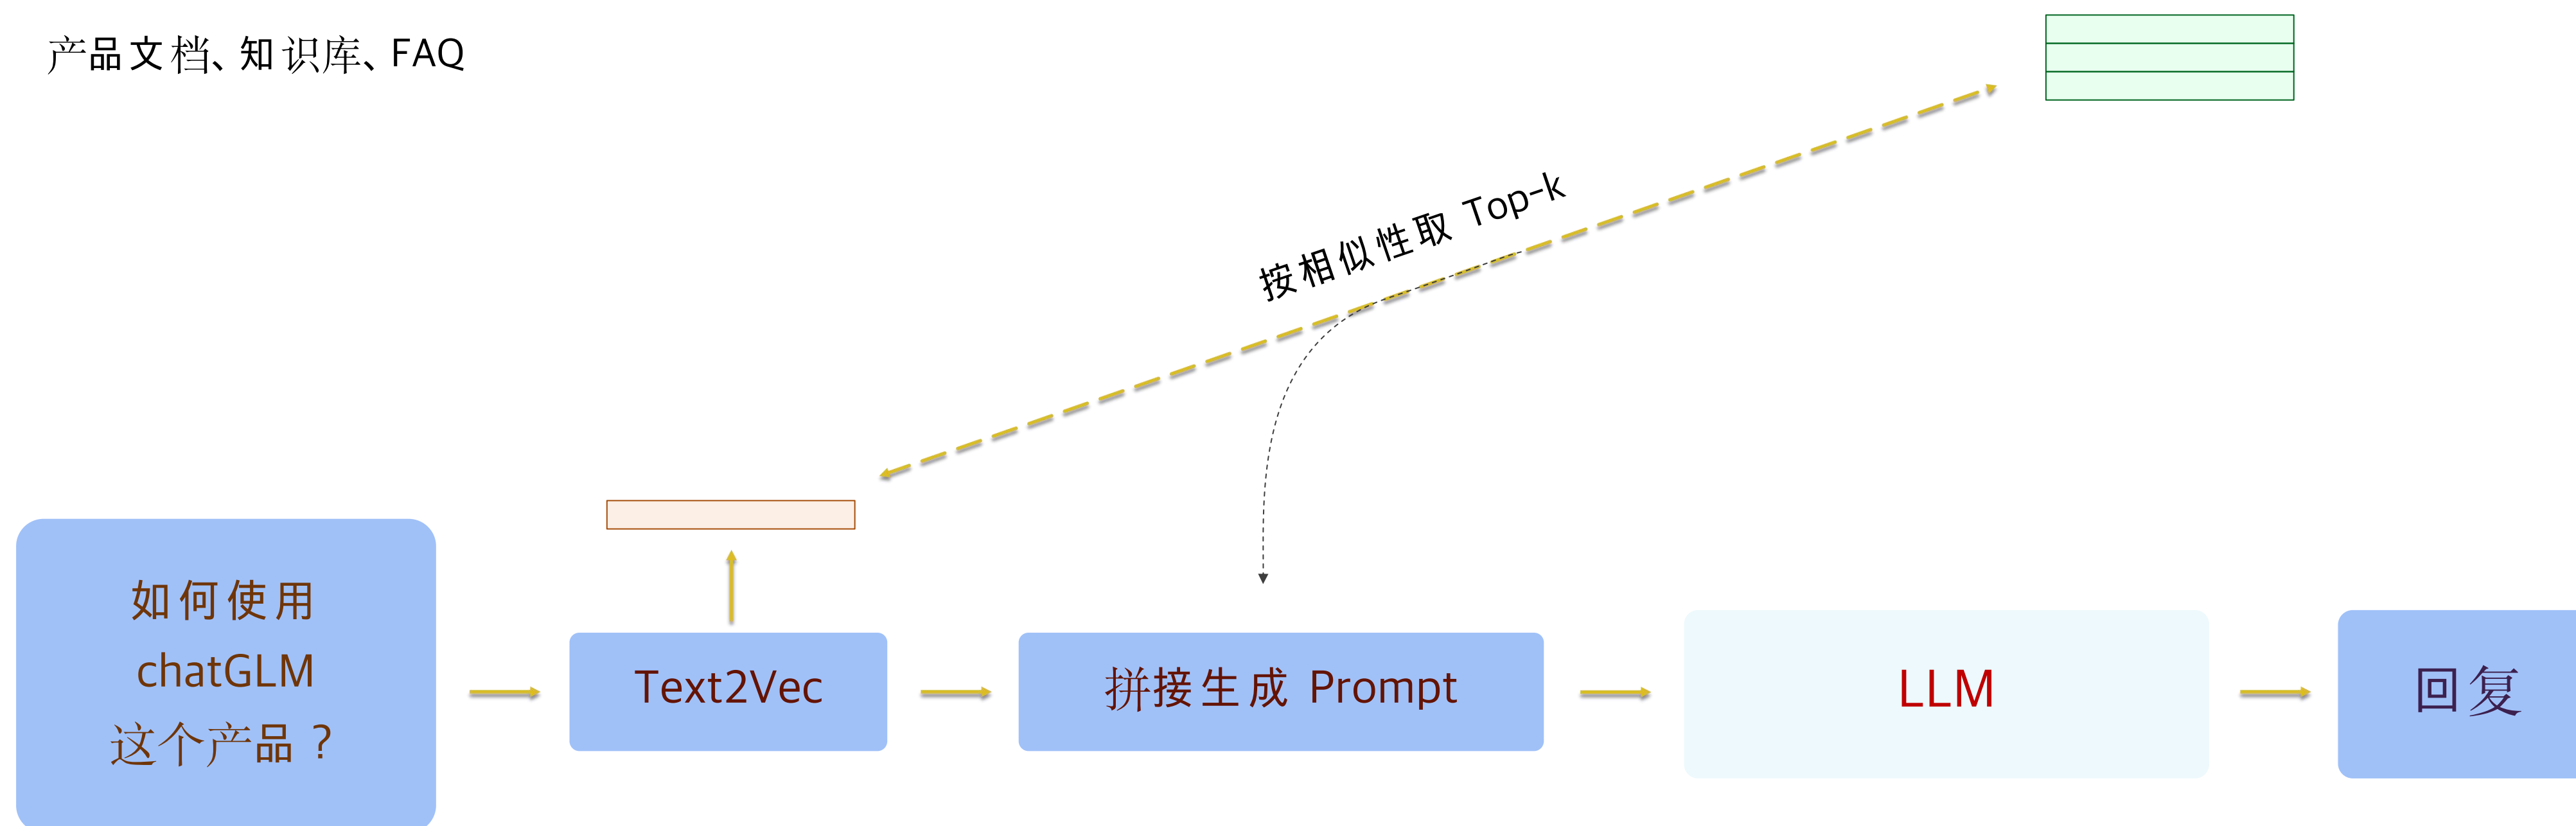 产品文档、知识库、FAQ
按相似性取 Top-k
如何使用
chatGLM
这个产品？
Text2Vec
拼接生成 Prompt
LLM
回复